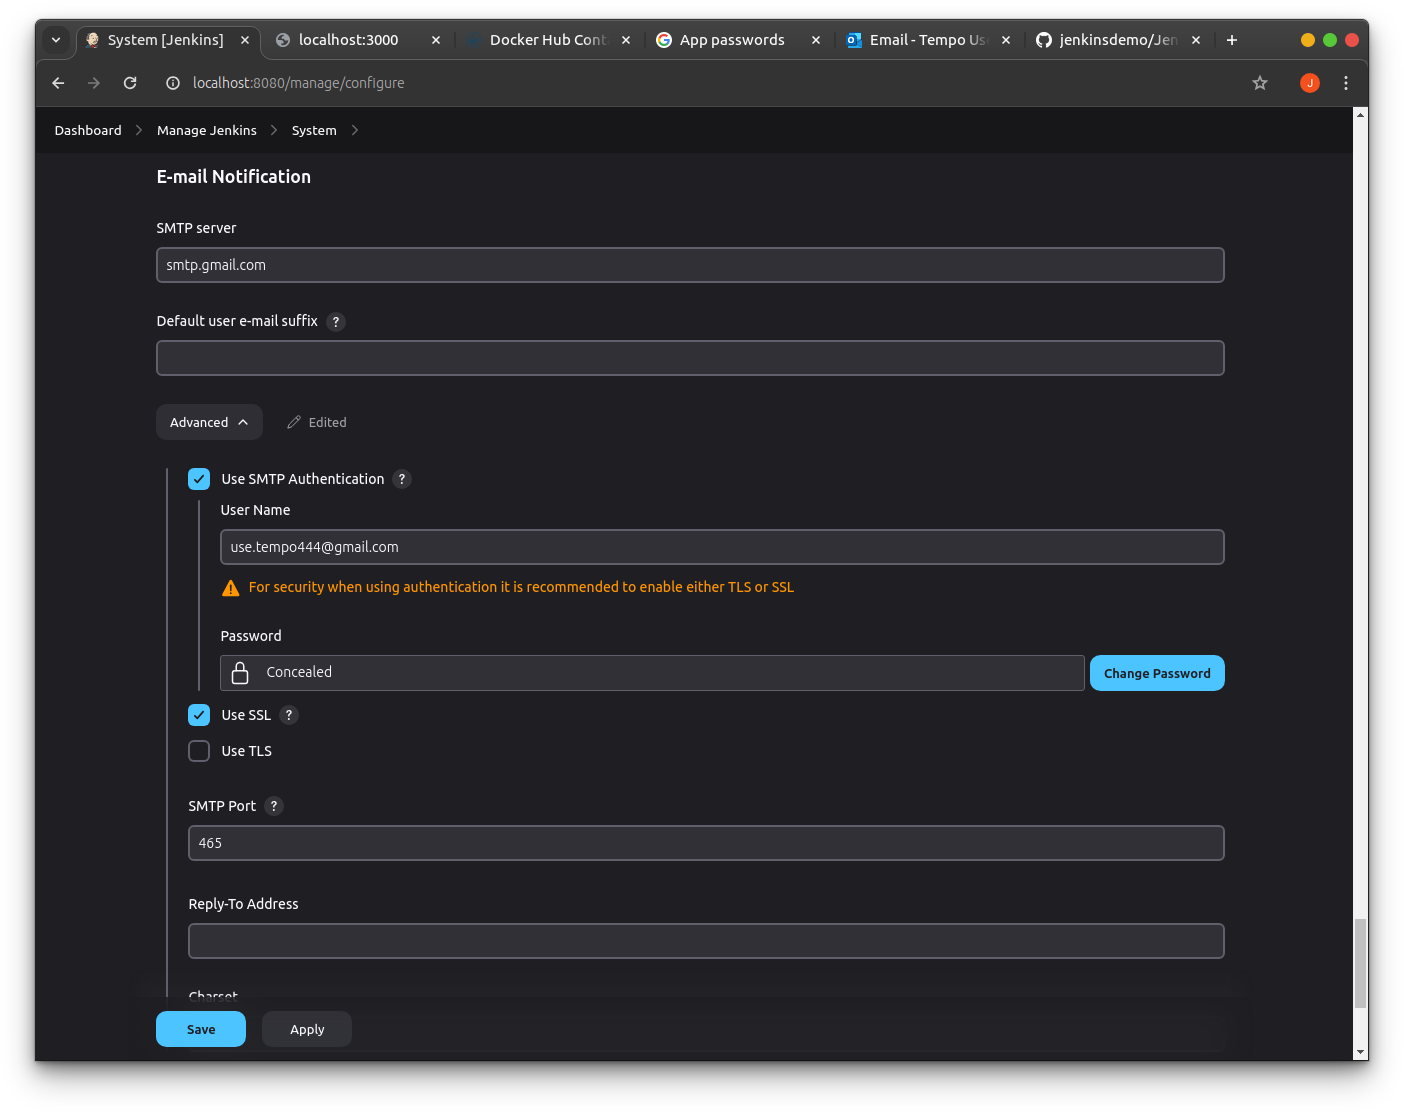 System [Jenkins]
localhost:3000
Docker Hub Cont
App passwords
Email - Tempo Us
jenkinsdemo/Jen
localhost:8080/manage/configure
J
Dashboard
Manage Jenkins
System
E-mail Notification
SMTP server
smtp.gmail.com
Default user e-mail suffix ?
Advanced
Edited
Use SMTP Authentication ?
User Name
use.tempo444@gmail.com
For security when using authentication it is recommended to enable either TLS or SSL
Password
Concealed
Change Password
Use SSL ?
Use TLS
SMTP Port ?
465
Reply-To Address
Charset
Save
Apply